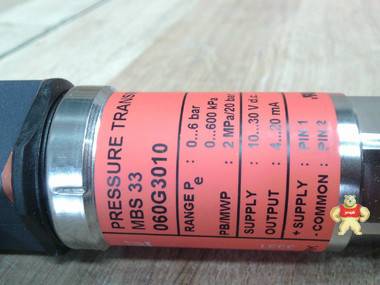 PRESSURE TRANS
MBS 33
060G3010
RANGE Pe : 0...6 bar
0...600 kPa
PB/MWP : 2 MPa/20 bar
SUPPLY : 10...30 V d.c.
OUTPUT : 4...20 mA
+ SUPPLY : PIN 1
- COMMON : PIN 2